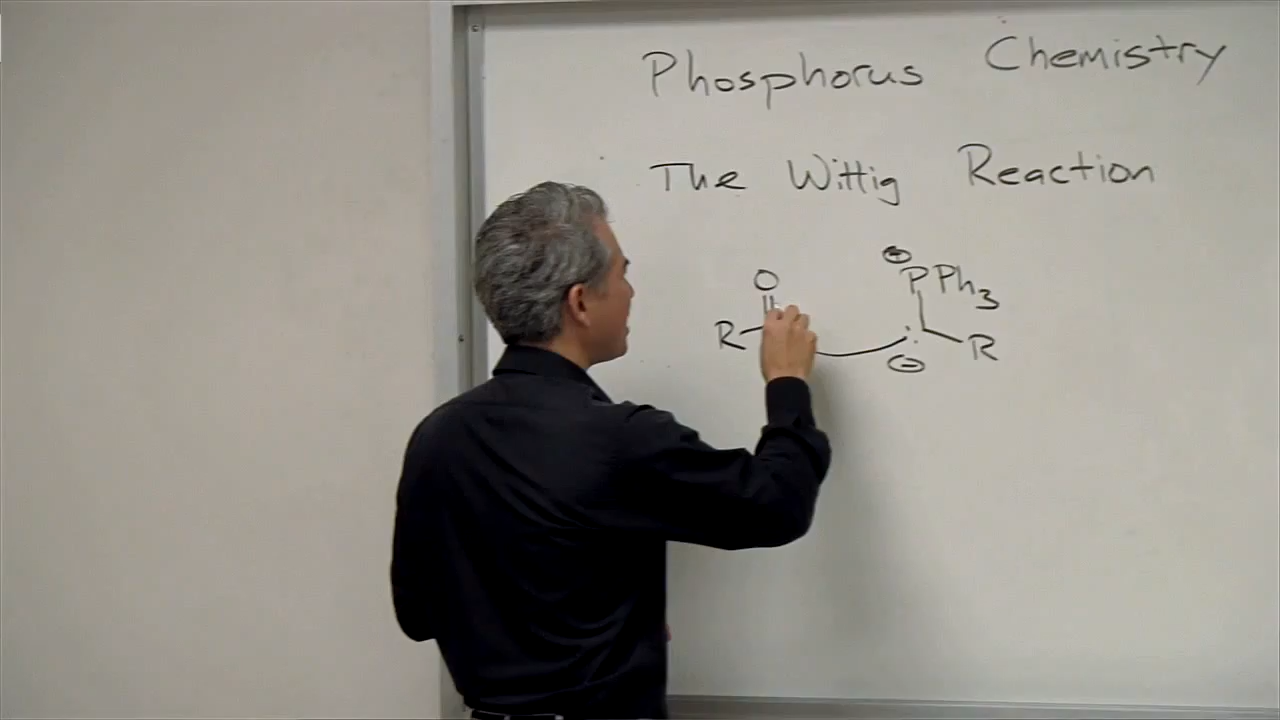 Phosphorus Chemistry
The Wittig Reaction
⊕
O PPh3
R R
⊖